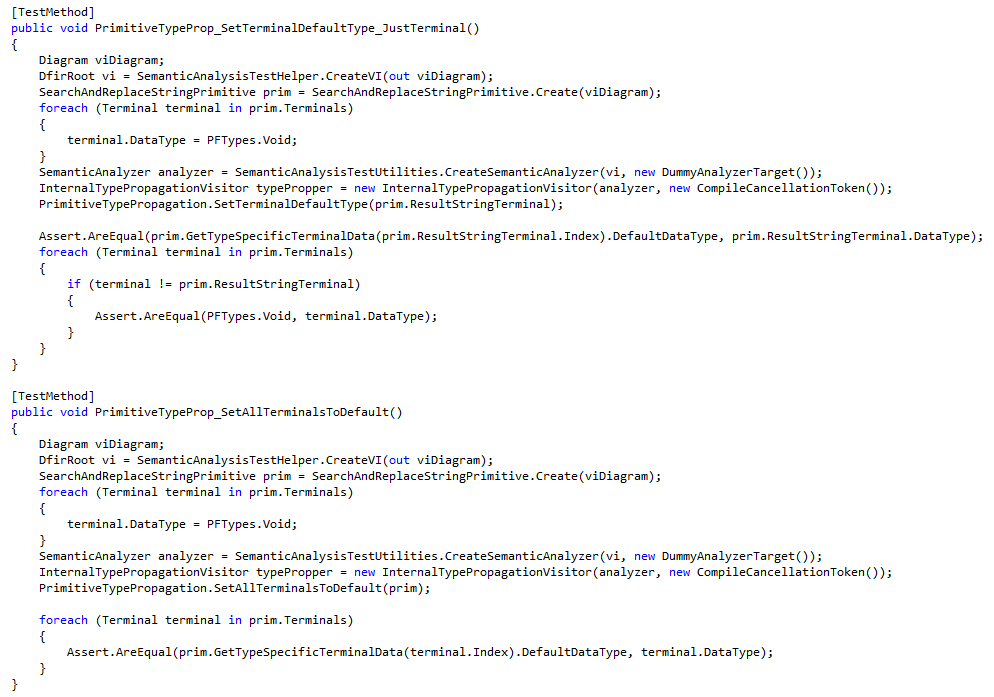 [TestMethod]
public void PrimitiveTypeProp_SetTerminalDefaultType_JustTerminal()
{
    Diagram viDiagram;
    DfirRoot vi = SemanticAnalysisTestHelper.CreateVI(out viDiagram);
    SearchAndReplaceStringPrimitive prim = SearchAndReplaceStringPrimitive.Create(viDiagram);
    foreach (Terminal terminal in prim.Terminals)
    {
        terminal.DataType = PFTypes.Void;
    }
    SemanticAnalyzer analyzer = SemanticAnalysisTestUtilities.CreateSemanticAnalyzer(vi, new DummyAnalyzerTarget());
    InternalTypePropagationVisitor typePropper = new InternalTypePropagationVisitor(analyzer, new CompileCancellationToken());
    PrimitiveTypePropagation.SetTerminalDefaultType(prim.ResultStringTerminal);

    Assert.AreEqual(prim.GetTypeSpecificTerminalData(prim.ResultStringTerminal.Index).DefaultDataType, prim.ResultStringTerminal.DataType);
    foreach (Terminal terminal in prim.Terminals)
    {
        if (terminal != prim.ResultStringTerminal)
        {
            Assert.AreEqual(PFTypes.Void, terminal.DataType);
        }
    }
}

[TestMethod]
public void PrimitiveTypeProp_SetAllTerminalsToDefault()
{
    Diagram viDiagram;
    DfirRoot vi = SemanticAnalysisTestHelper.CreateVI(out viDiagram);
    SearchAndReplaceStringPrimitive prim = SearchAndReplaceStringPrimitive.Create(viDiagram);
    foreach (Terminal terminal in prim.Terminals)
    {
        terminal.DataType = PFTypes.Void;
    }
    SemanticAnalyzer analyzer = SemanticAnalysisTestUtilities.CreateSemanticAnalyzer(vi, new DummyAnalyzerTarget());
    InternalTypePropagationVisitor typePropper = new InternalTypePropagationVisitor(analyzer, new CompileCancellationToken());
    PrimitiveTypePropagation.SetAllTerminalsToDefault(prim);

    foreach (Terminal terminal in prim.Terminals)
    {
        Assert.AreEqual(prim.GetTypeSpecificTerminalData(terminal.Index).DefaultDataType, terminal.DataType);
    }
}